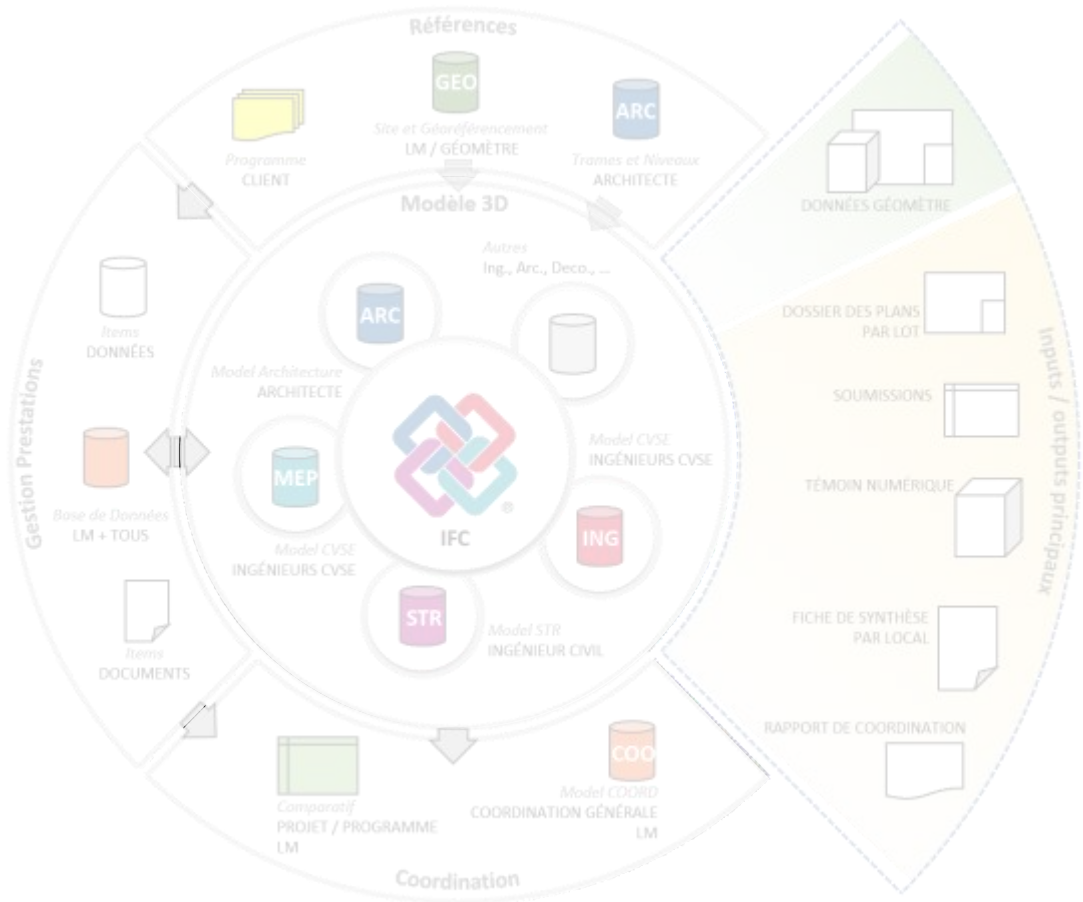 Références
GEO
Site et Géoréférencement
LM / GÉOMÈTRE
ARC
Trames et Niveaux
ARCHITECTE
Programme
CLIENT
Modèle 3D
Autres
Ing., Arc., Deco., ...
ARC
Model Architecture
ARCHITECTE
MEP
Model CVSE
INGÉNIEURS CVSE
STR
Model STR
INGÉNIEUR CIVIL
Model CVSE
INGÉNIEURS CVSE
ING
®
IFC
Gestion Prestations
Items
DONNÉES
Base de Données
LM + TOUS
Items
DOCUMENTS
Comparatif
PROJET / PROGRAMME
LM
COO
Model COORD
COORDINATION GÉNÉRALE
LM
Coordination
DONNÉES GÉOMÈTRE
DOSSIER DES PLANS
PAR LOT
SOUMISSIONS
TÉMOIN NUMÉRIQUE
FICHE DE SYNTHÈSE
PAR LOCAL
RAPPORT DE COORDINATION
Inputs / outputs principaux